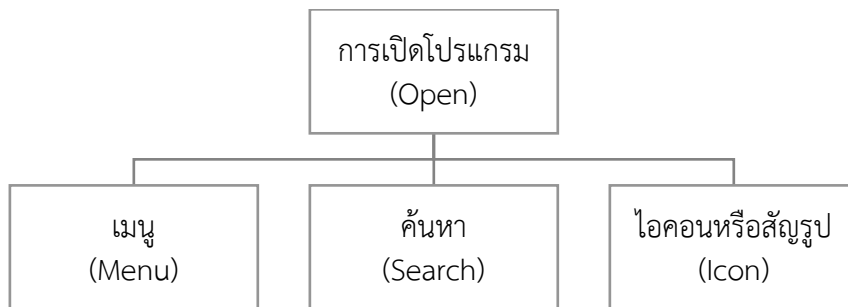 การเปิดโปรแกรม
(Open)
เมนู
(Menu)
ค้นหา
(Search)
ไอคอนหรือสัญรูป
(Icon)